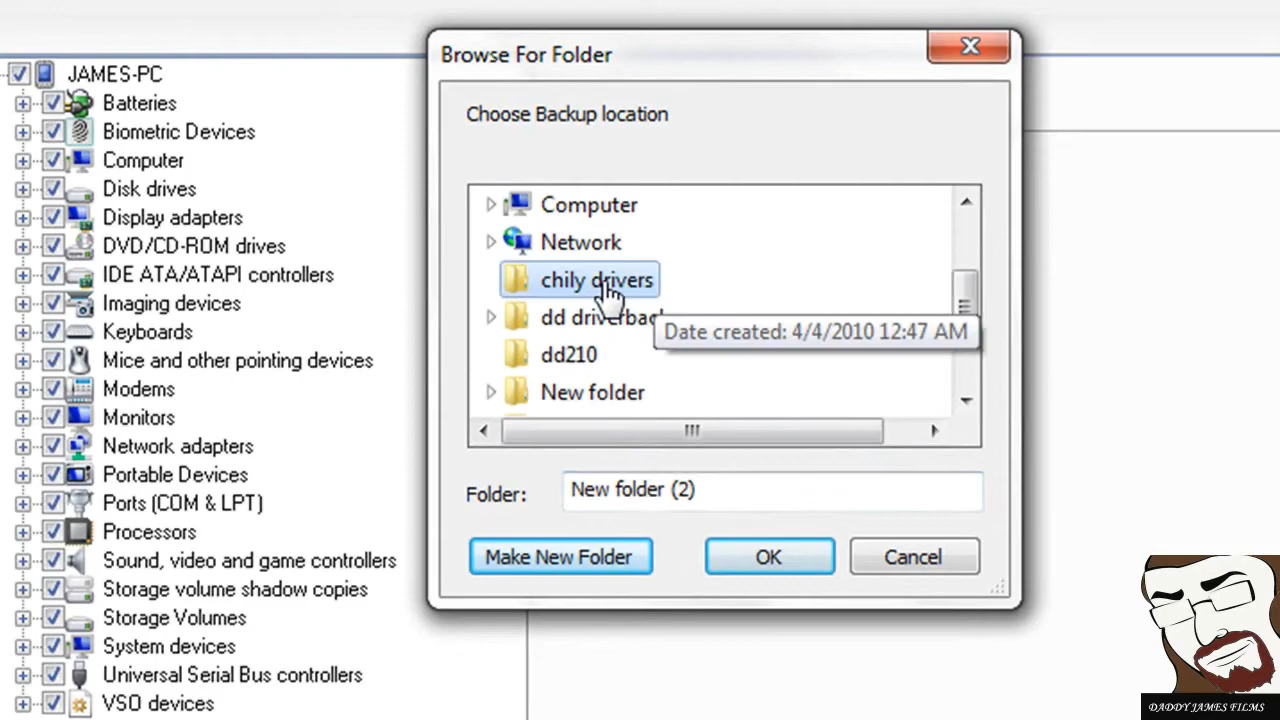 JAMES-PC
Batteries
Biometric Devices
Computer
Disk drives
Display adapters
DVD/CD-ROM drives
IDE ATA/ATAPI controllers
Imaging devices
Keyboards
Mice and other pointing devices
Modems
Monitors
Network adapters
Portable Devices
Ports (COM & LPT)
Processors
Sound, video and game controllers
Storage volume shadow copies
Storage Volumes
System devices
Universal Serial Bus controllers
VSO devices
Browse For Folder
Choose Backup location
Computer
Network
chily drivers
dd driverback
Date created: 4/4/2010 12:47 AM
dd210
New folder
Folder: New folder (2)
Make New Folder OK Cancel
DADDY JAMES FILMS